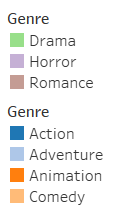 Genre
Drama
Horror
Romance
Genre
Action
Adventure
Animation
Comedy